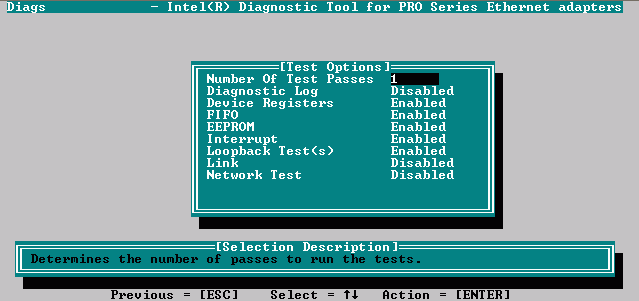 Diags - Intel(R) Diagnostic Tool for PRO Series Ethernet adapters
[Test Options]
Number Of Test Passes 1
Diagnostic Log Disabled
Device Registers Enabled
FIFO Enabled
EEPROM Enabled
Interrupt Enabled
Loopback Test(s) Enabled
Link Disabled
Network Test Disabled
[Selection Description]
Determines the number of passes to run the tests.
Previous = [ESC] Select = ↑↓ Action = [ENTER]